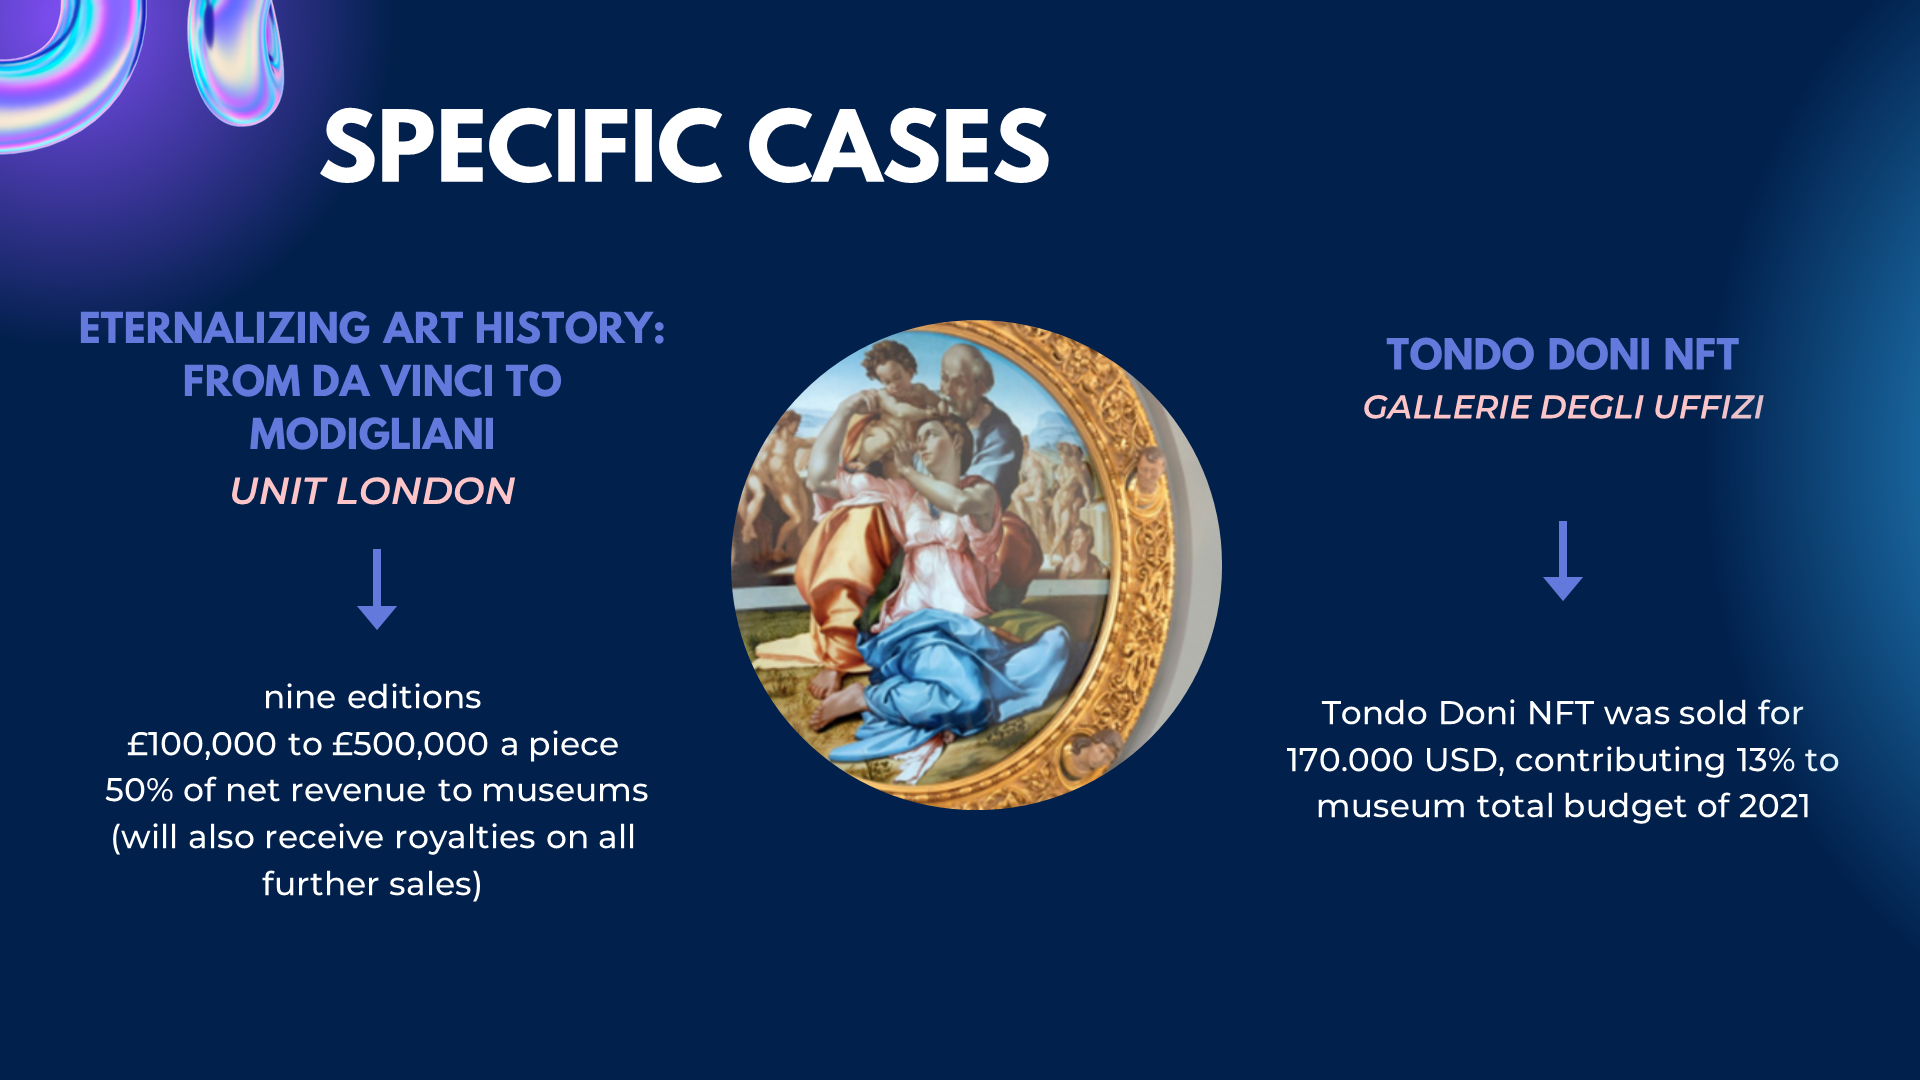 SPECIFIC CASES
ETERNALIZING ART HISTORY:
FROM DA VINCI TO
MODIGLIANI
UNIT LONDON
nine editions
£100,000 to £500,000 a piece
50% of net revenue to museums
(will also receive royalties on all
further sales)
TONDO DONI NFT
GALLERIE DEGLI UFFIZI
Tondo Doni NFT was sold for
170.000 USD, contributing 13% to
museum total budget of 2021